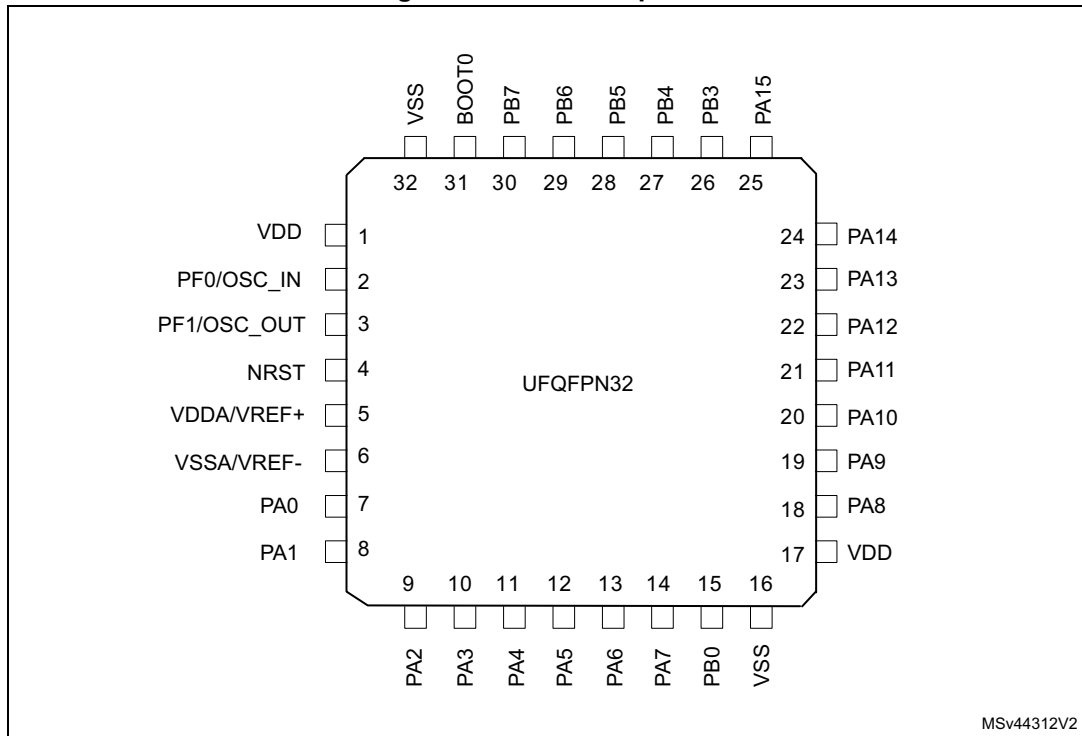 VSS
BOOT0
PB7
PB6
PB5
PB4
PB3
PA15
32 31 30 29 28 27 26 25
VDD 1
PF0/OSC_IN 2
PF1/OSC_OUT 3
NRST 4
VDDA/VREF+ 5
VSSA/VREF- 6
PA0 7
PA1 8
UFQFPN32
24 PA14
23 PA13
22 PA12
21 PA11
20 PA10
19 PA9
18 PA8
17 VDD
9 10 11 12 13 14 15 16
PA2
PA3
PA4
PA5
PA6
PA7
PB0
VSS
MSv44312V2